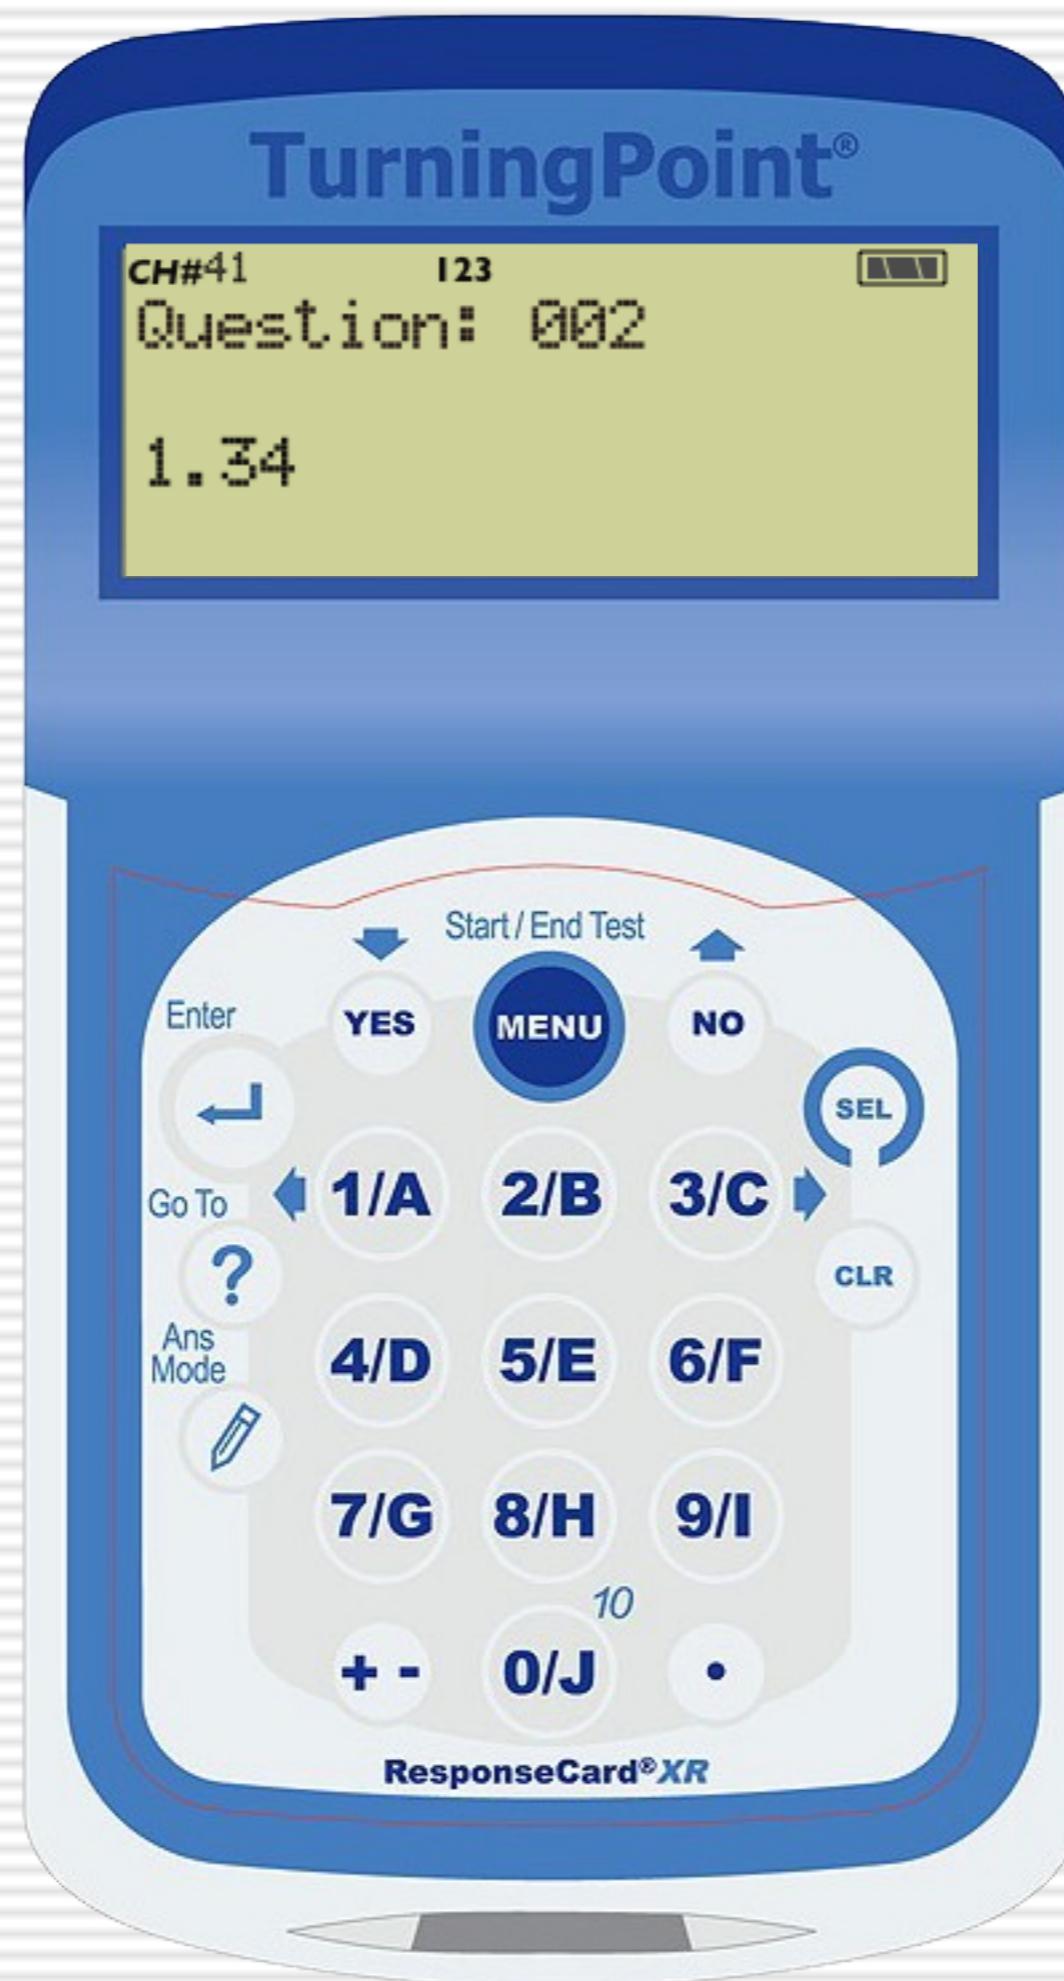 TurningPoint®
CH#41 123
Question: 002
1.34
Start / End Test
Enter
YES MENU NO
SEL
Go To
1/A 2/B 3/C
?
CLR
Ans
Mode
4/D 5/E 6/F
7/G 8/H 9/I
10
+ - 0/J •
ResponseCard®XR